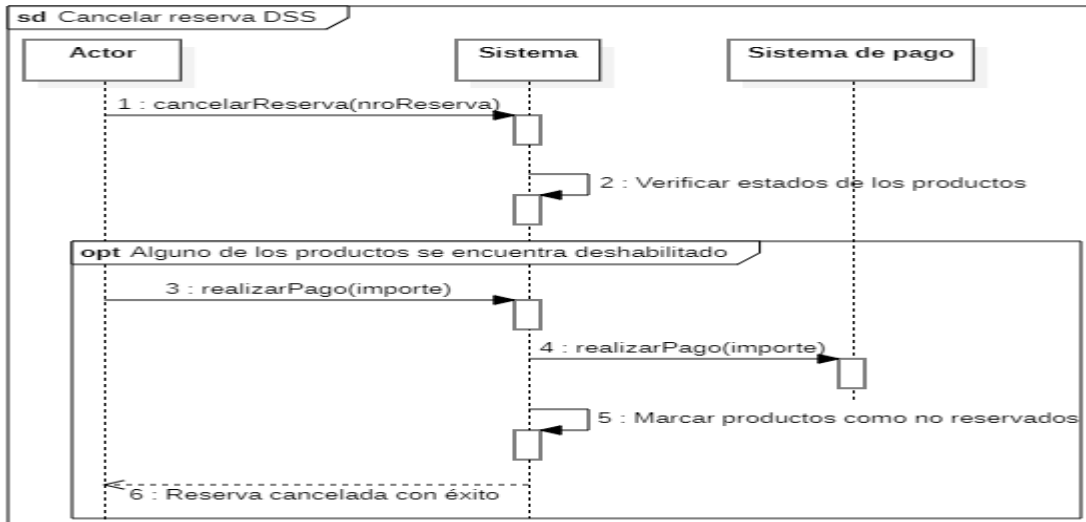 sd Cancelar reserva DSS
Actor
Sistema
Sistema de pago
1 : cancelarReserva(nroReserva)
2 : Verificar estados de los productos
opt Alguno de los productos se encuentra deshabilitado
3 : realizarPago(importe)
4 : realizarPago(importe)
5 : Marcar productos como no reservados
6 : Reserva cancelada con éxito